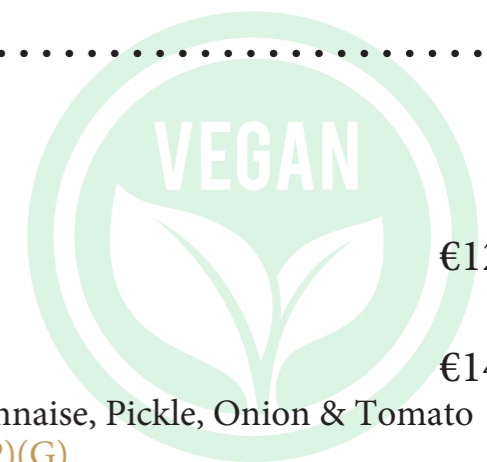 VEGAN
€12
€14
nnaise, Pickle, Onion & Tomato
)(G)